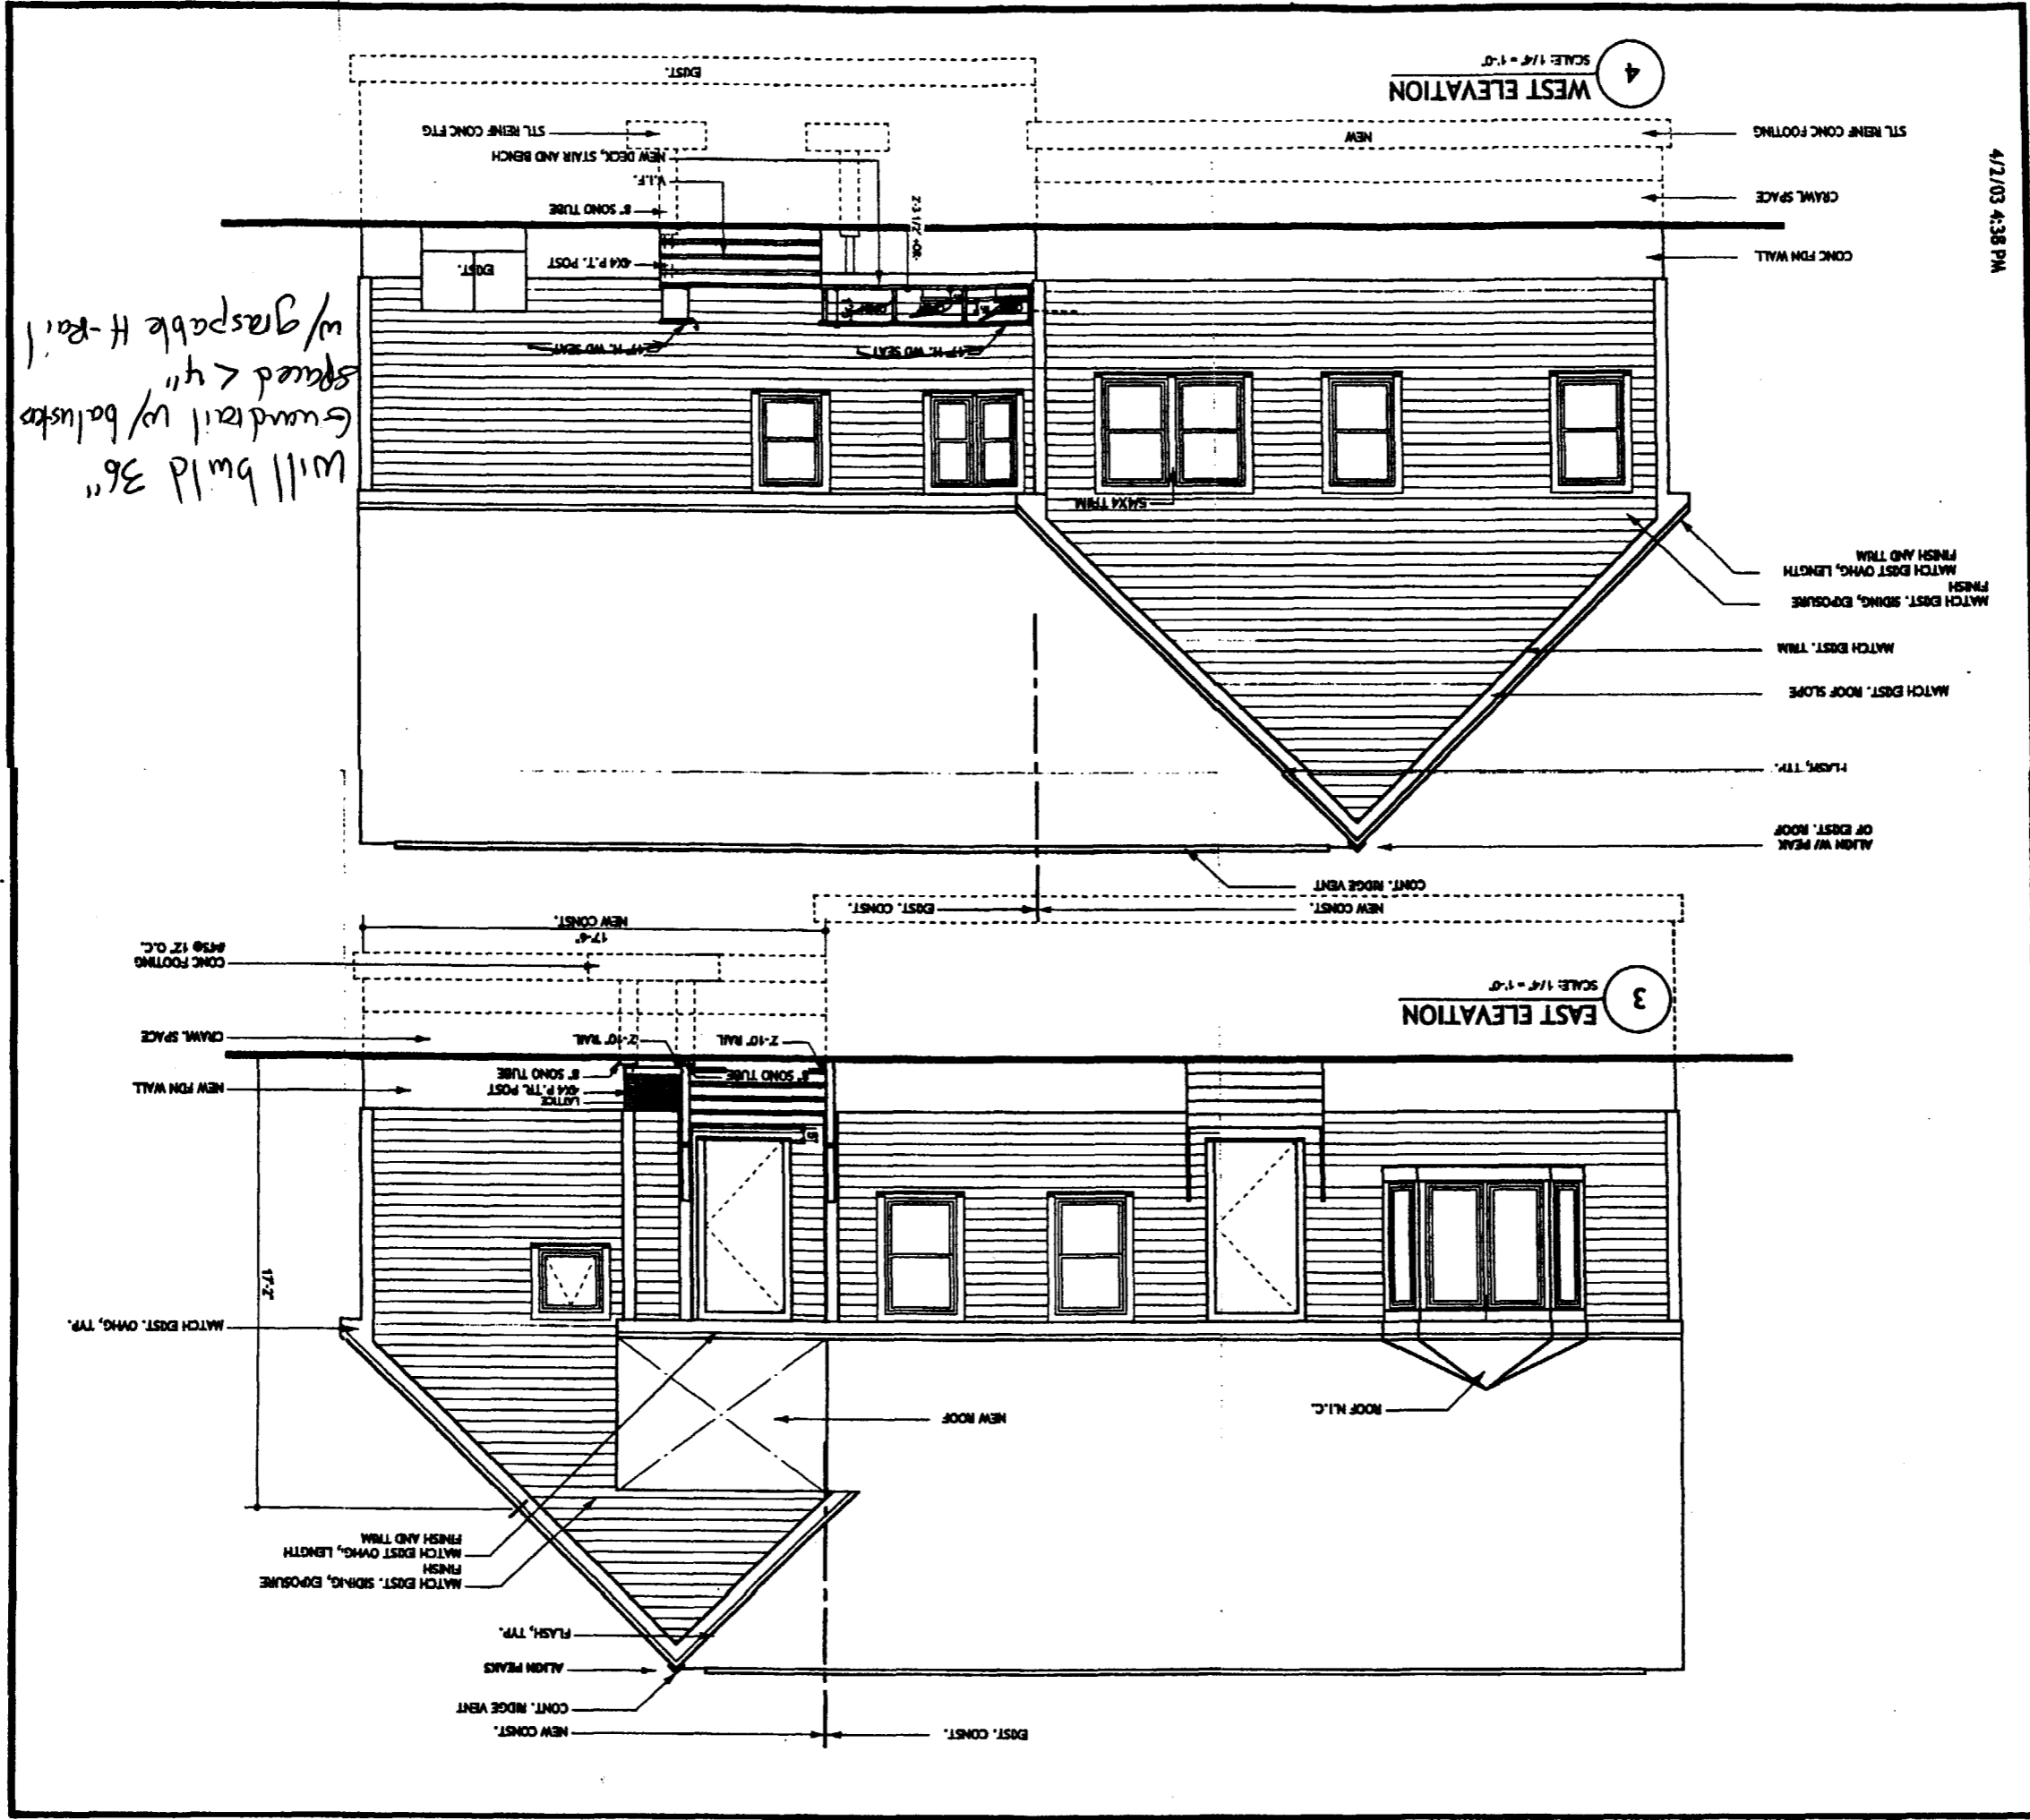 EXIST. CONST.
NEW CONST.
CONT. RIDGE VENT
ALIGN PEAKS
FLASH, TYP.
MATCH EXIST. SIDING, EXPOSURE
FINISH
MATCH EXIST OVHG, LENGTH
FINISH AND TRIM
NEW ROOF
ROOF N.I.C.
MATCH EXIST. OVHG, TYP.
17'-2"
15"
LATTICE
4X4 P.TR. POST
8" SONO TUBE
8" SONO TUBE
NEW FDN WALL
2'-10" RAIL
2'-10" RAIL
CRAWL SPACE
3
EAST ELEVATION
SCALE: 1/4" = 1'-0"
CONC FOOTING
#4S@ 12" O.C.
17'-6"
NEW CONST.
NEW CONST.
EXIST. CONST.
CONT. RIDGE VENT
ALIGN W/ PEAK
OF EXIST. ROOF
FLASH, TYP.
MATCH EXIST. ROOF SLOPE
MATCH EXIST. TRIM
MATCH EXIST. SIDING, EXPOSURE
FINISH
MATCH EXIST OVHG, LENGTH
FINISH AND TRIM
5/4X4 TRIM
Will build 36"
Guardrail w/ balusters
spaced < 4"
w/ graspable H-Rail
17" H. WD SEAT
17" H. WD SEAT
EXIST.
4X4 P.T. POST
CONC FDN WALL
2'-3 1/2" +OR-
8" SONO TUBE
V.I.F.
CRAWL SPACE
NEW DECK, STAIR AND BENCH
STL REINF CONC FTG
NEW
STL REINF CONC FOOTING
EXIST.
4
WEST ELEVATION
SCALE: 1/4" = 1'-0"
4/2/03 4:38 PM